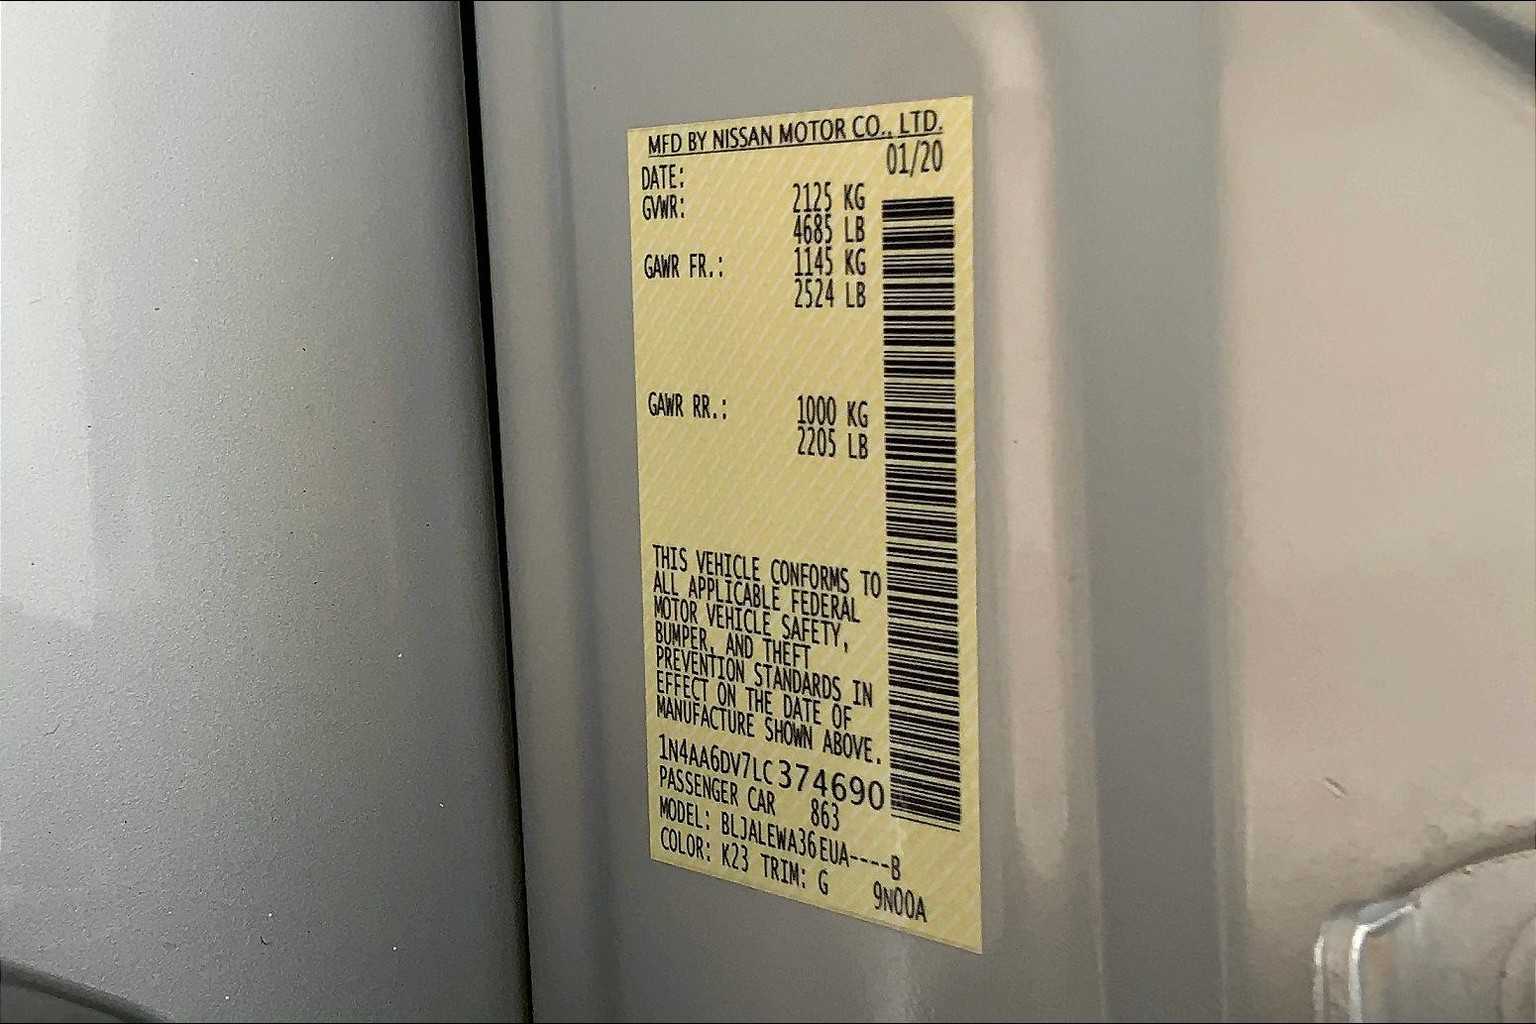 MFD BY NISSAN MOTOR CO., LTD.
DATE: 01/20
GVWR: 2125 KG
4685 LB
GAWR FR.: 1145 KG
2524 LB
GAWR RR.: 1000 KG
2205 LB
THIS VEHICLE CONFORMS TO
ALL APPLICABLE FEDERAL
MOTOR VEHICLE SAFETY,
BUMPER, AND THEFT
PREVENTION STANDARDS IN
EFFECT ON THE DATE OF
MANUFACTURE SHOWN ABOVE.
1N4AA6DV7LC374690
PASSENGER CAR 863
MODEL: BLJALEWA36EUA----B
COLOR: K23 TRIM: G 9N00A